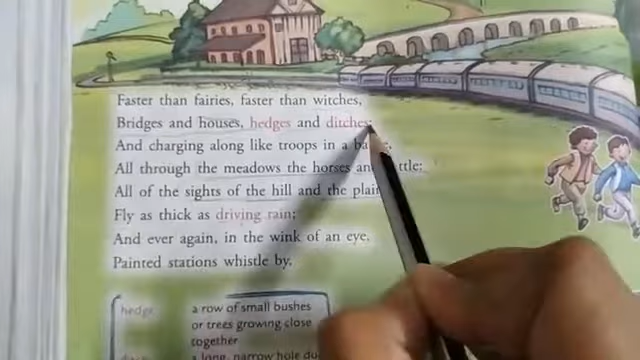 Faster than fairies, faster than witches,
Bridges and houses, hedges and ditches;
And charging along like troops in a
All through the meadows the horses
All of the sights of the hill and the plain
Fly as thick as driving rain;
And ever again, in the wink of an eye,
Painted stations whistle by.
hedge a row of small bushes
or trees growing close
together
a long, narrow hole